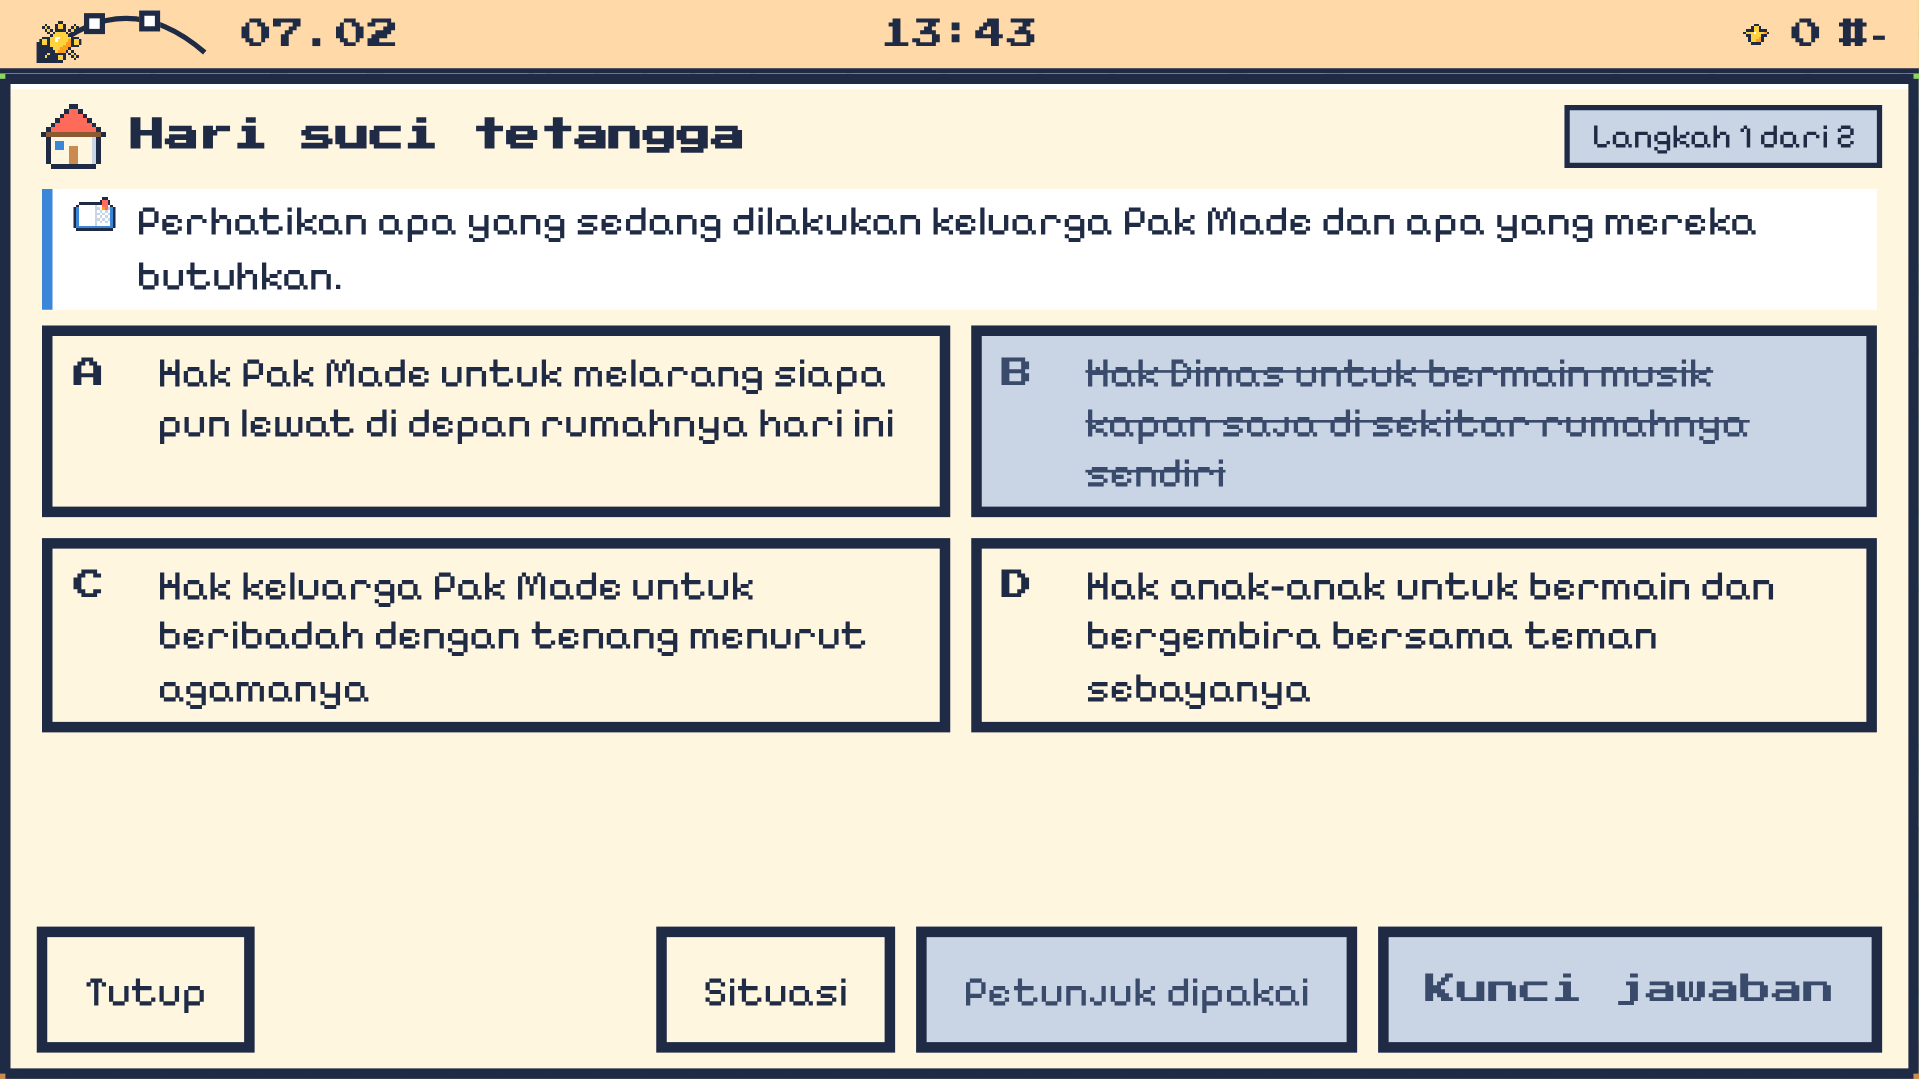 07.02
13:43
0 #-
Hari suci tetangga
Langkah 1 dari 2
Perhatikan apa yang sedang dilakukan keluarga Pak Made dan apa yang mereka
butuhkan.
A
Hak Pak Made untuk melarang siapa
pun lewat di depan rumahnya hari ini
B
Hak Dimas untuk bermain musik
kapan saja di sekitar rumahnya
sendiri
C
Hak keluarga Pak Made untuk
beribadah dengan tenang menurut
agamanya
D
Hak anak-anak untuk bermain dan
bergembira bersama teman
sebayanya
Tutup
Situasi
Petunjuk dipakai
Kunci jawaban